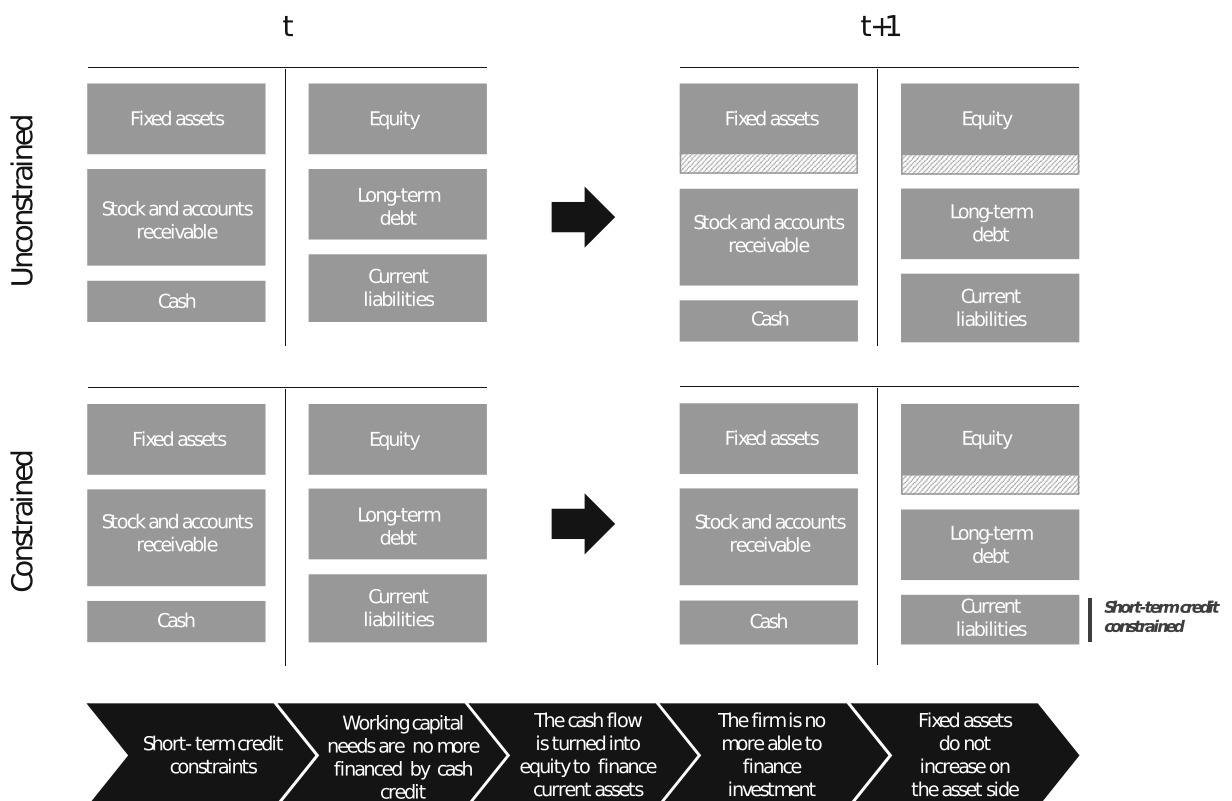 t
t+1
Unconstrained
Fixed assets
Equity
Stock and accounts
receivable
Long-term
debt
Cash
Current
liabilities
Fixed assets
Equity
Stock and accounts
receivable
Long-term
debt
Cash
Current
liabilities
Constrained
Fixed assets
Equity
Stock and accounts
receivable
Long-term
debt
Cash
Current
liabilities
Fixed assets
Equity
Stock and accounts
receivable
Long-term
debt
Cash
Current
liabilities
Short-term credit
constrained
Short- term credit
constraints
Working capital
needs are no more
financed by cash
credit
The cash flow
is turned into
equity to finance
current assets
The firm is no
more able to
finance
investment
Fixed assets
do not
increase on
the asset side